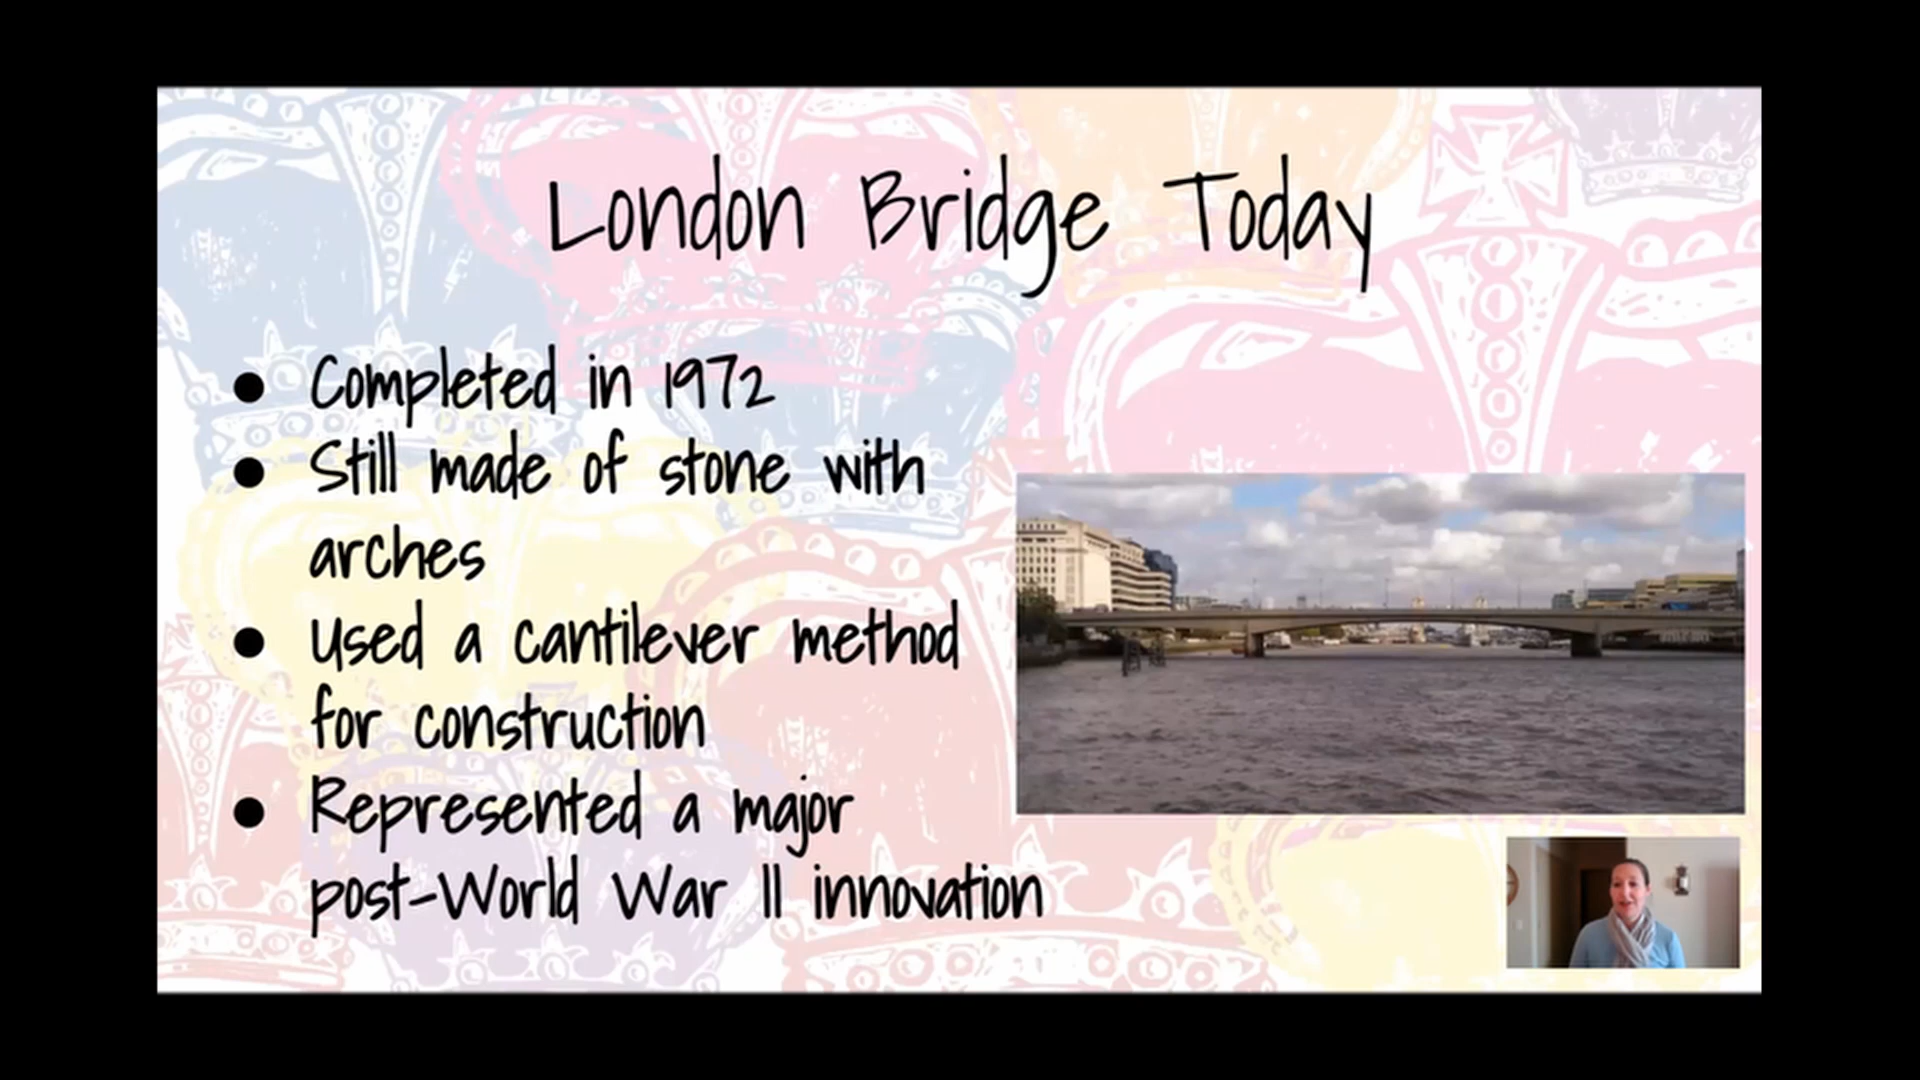 London Bridge Today
● Completed in 1972
● Still made of stone with
arches
● Used a cantilever method
for construction
● Represented a major
post-World War II innovation